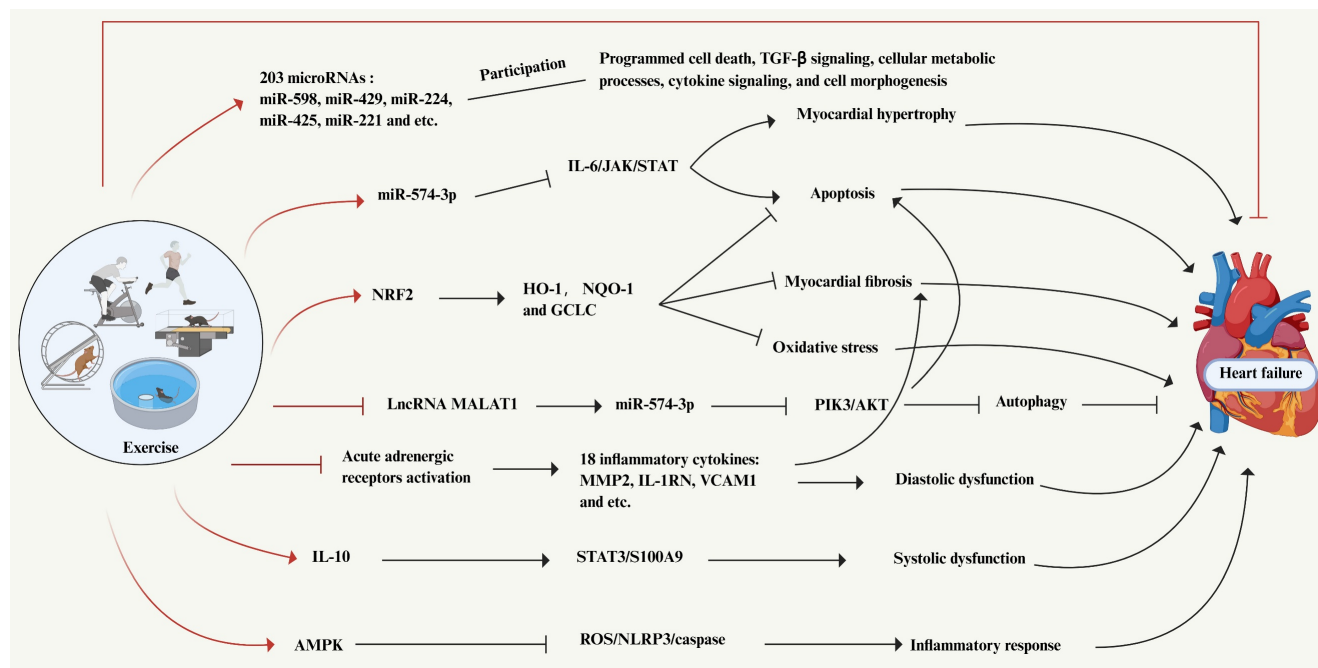 203 microRNAs :
miR-598, miR-429, miR-224,
miR-425, miR-221 and etc.
Participation
Programmed cell death, TGF-β signaling, cellular metabolic
processes, cytokine signaling, and cell morphogenesis
miR-574-3p
IL-6/JAK/STAT
Myocardial hypertrophy
Apoptosis
NRF2
HO-1, NQO-1
and GCLC
Myocardial fibrosis
Oxidative stress
Heart failure
LncRNA MALAT1
miR-574-3p
PIK3/AKT
Autophagy
Exercise
Acute adrenergic
receptors activation
18 inflammatory cytokines:
MMP2, IL-1RN, VCAM1
and etc.
Diastolic dysfunction
IL-10
STAT3/S100A9
Systolic dysfunction
AMPK
ROS/NLRP3/caspase
Inflammatory response